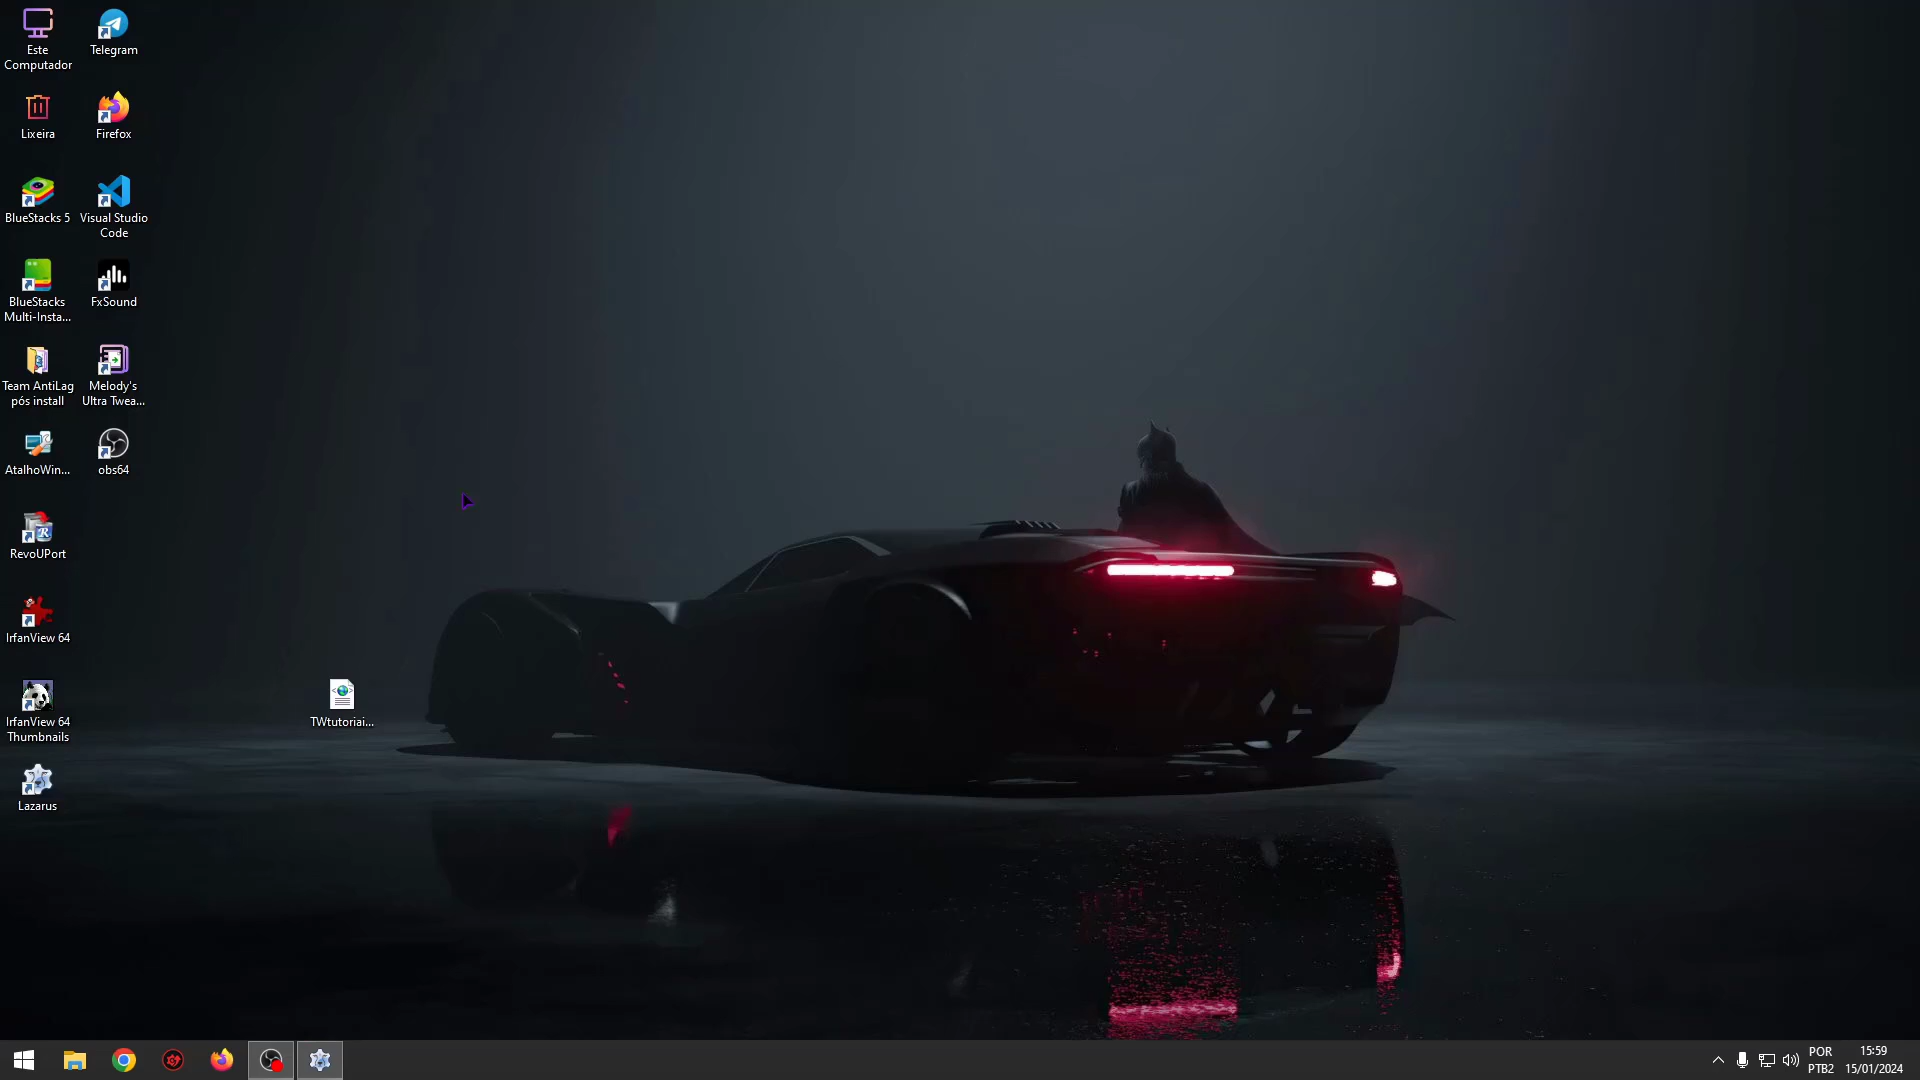 Este
Computador
Telegram
Lixeira
Firefox
BlueStacks 5
Visual Studio
Code
BlueStacks
Multi-Insta...
FxSound
Team AntiLag
pós install
Melody's
Ultra Twea...
AtalhoWin...
obs64
RevoUPort
IrfanView 64
IrfanView 64
Thumbnails
TWtutoriai...
Lazarus
POR
PTB2
15:59
15/01/2024